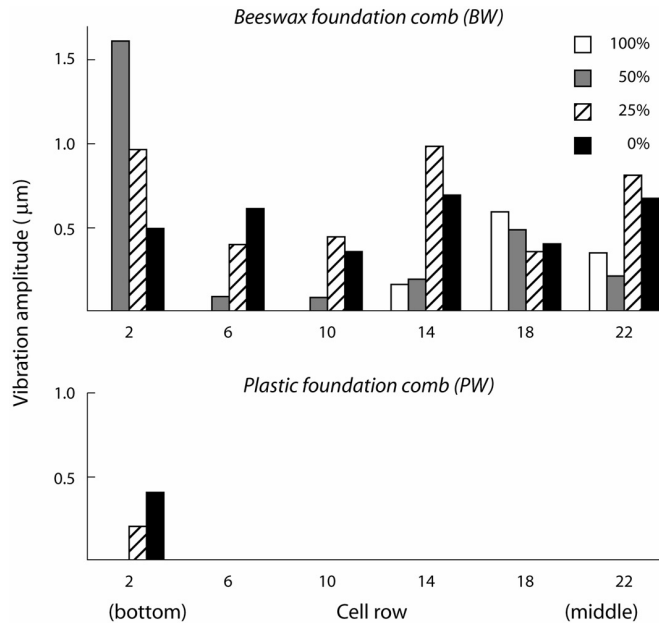 Beeswax foundation comb (BW)
100%
50%
25%
0%
1.5
1.0
0.5
Vibration amplitude ( μm)
2 6 10 14 18 22
Plastic foundation comb (PW)
1.0
0.5
2 6 10 14 18 22
(bottom) Cell row (middle)